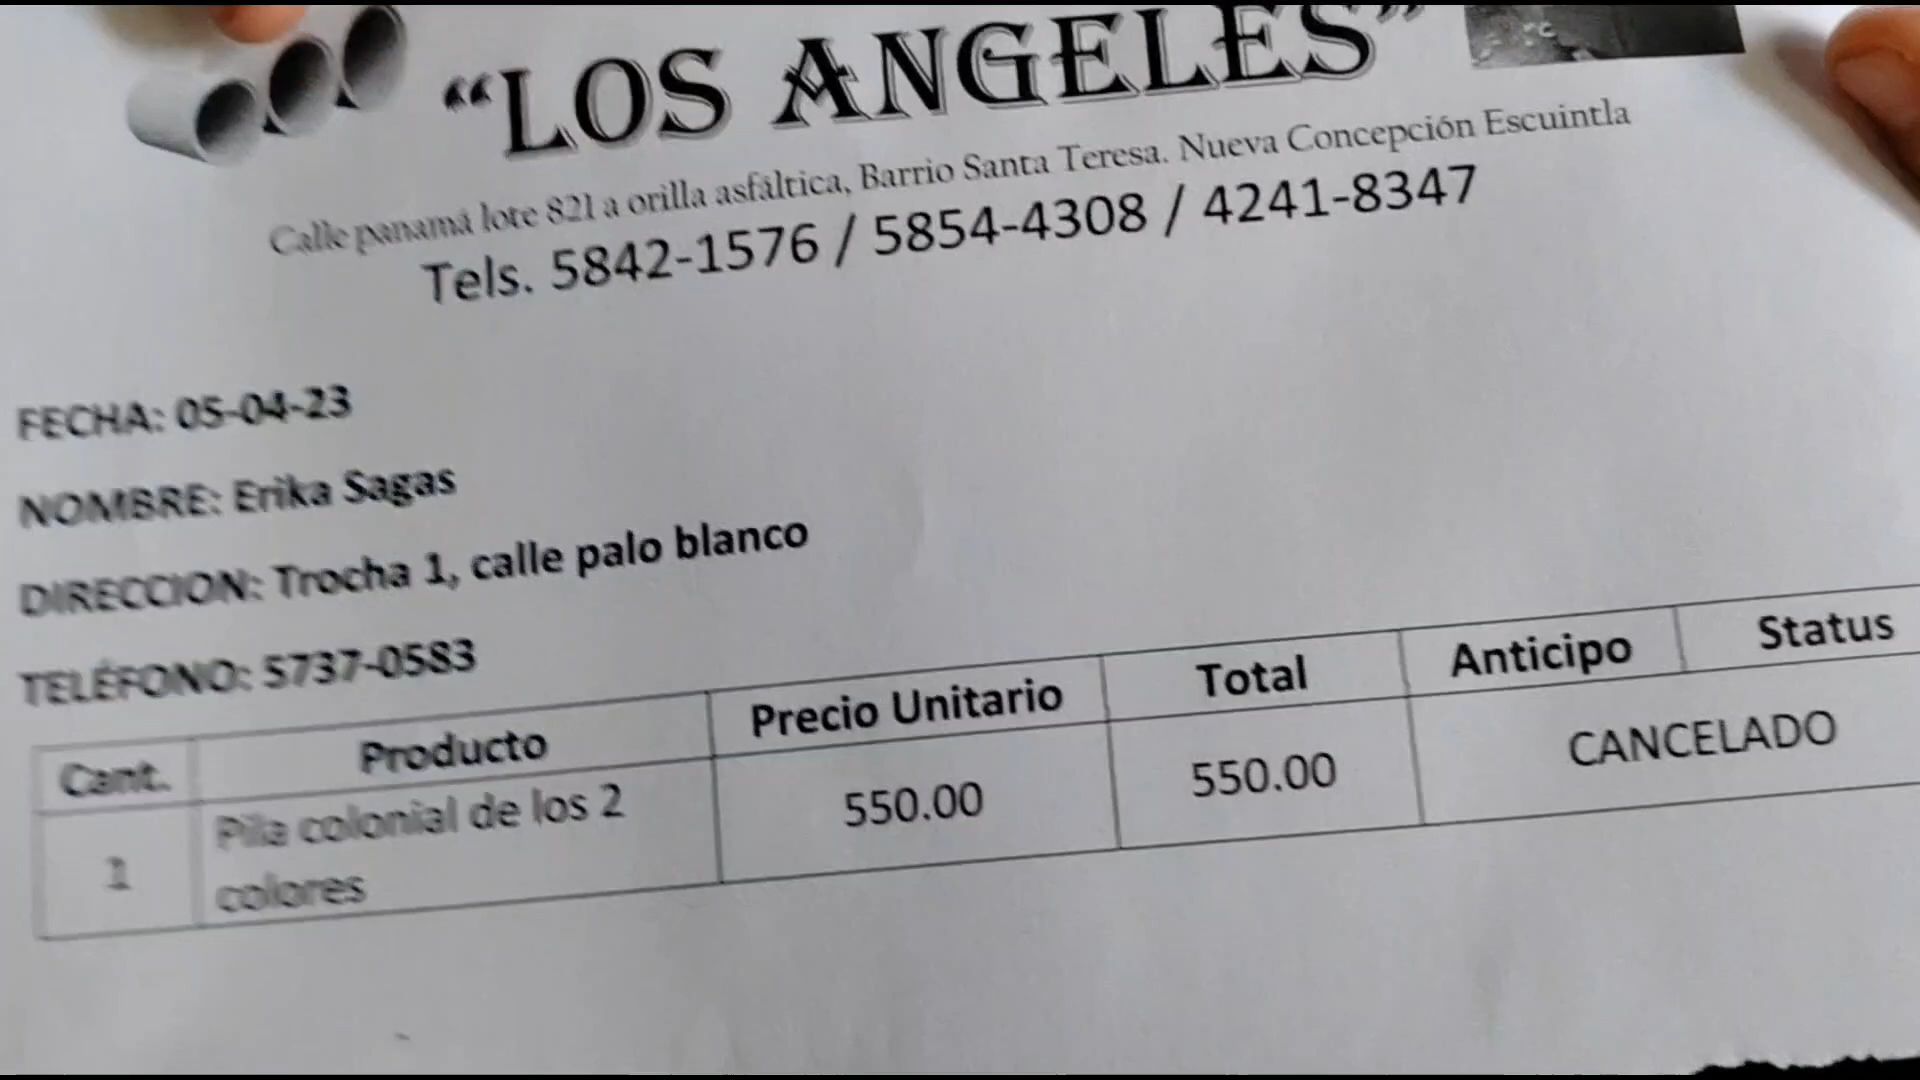 “LOS ANGELES”
Calle panamá lote 821 a orilla asfáltica, Barrio Santa Teresa. Nueva Concepción Escuintla
Tels. 5842-1576 / 5854-4308 / 4241-8347
FECHA: 05-04-23
NOMBRE: Erika Sagas
DIRECCION: Trocha 1, calle palo blanco
TELÉFONO: 5737-0583
Cant. Producto Precio Unitario Total Anticipo Status
1 Pila colonial de los 2 550.00 550.00 CANCELADO
colores